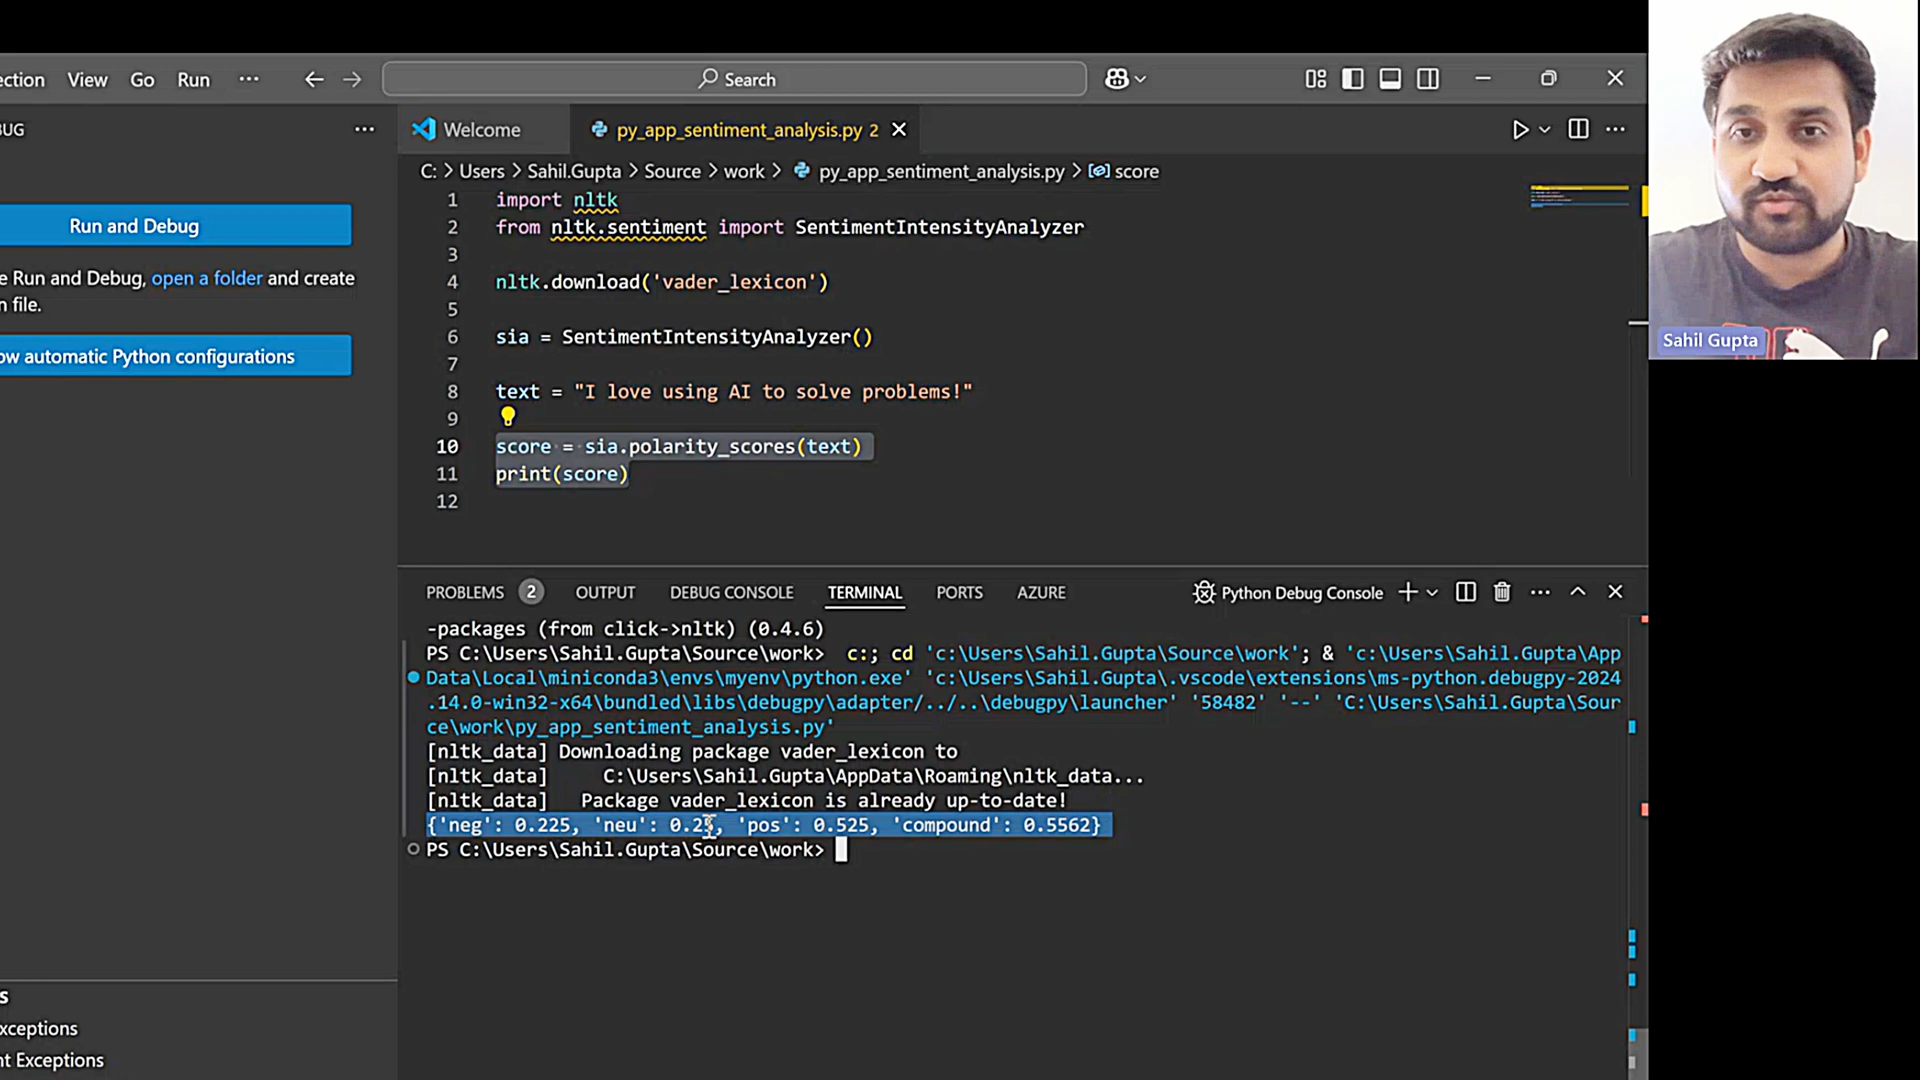 ection View Go Run ... Search
UG ... Welcome py_app_sentiment_analysis.py 2
C: > Users > Sahil.Gupta > Source > work > py_app_sentiment_analysis.py > score
Run and Debug
e Run and Debug, open a folder and create
n file.
ow automatic Python configurations
1 import nltk
2 from nltk.sentiment import SentimentIntensityAnalyzer
3
4 nltk.download('vader_lexicon')
5
6 sia = SentimentIntensityAnalyzer()
7
8 text = "I love using AI to solve problems!"
9
10 score = sia.polarity_scores(text)
11 print(score)
12
Sahil Gupta
PROBLEMS 2 OUTPUT DEBUG CONSOLE TERMINAL PORTS AZURE Python Debug Console
-packages (from click->nltk) (0.4.6)
PS C:\Users\Sahil.Gupta\Source\work>  c:; cd 'c:\Users\Sahil.Gupta\Source\work'; & 'c:\Users\Sahil.Gupta\App
Data\Local\miniconda3\envs\myenv\python.exe' 'c:\Users\Sahil.Gupta\.vscode\extensions\ms-python.debugpy-2024
.14.0-win32-x64\bundled\libs\debugpy\adapter/../..\debugpy\launcher' '58482' '--' 'C:\Users\Sahil.Gupta\Sour
ce\work\py_app_sentiment_analysis.py'
[nltk_data] Downloading package vader_lexicon to
[nltk_data]     C:\Users\Sahil.Gupta\AppData\Roaming\nltk_data...
[nltk_data]   Package vader_lexicon is already up-to-date!
{'neg': 0.225, 'neu': 0.25, 'pos': 0.525, 'compound': 0.5562}
PS C:\Users\Sahil.Gupta\Source\work>
s
xceptions
nt Exceptions